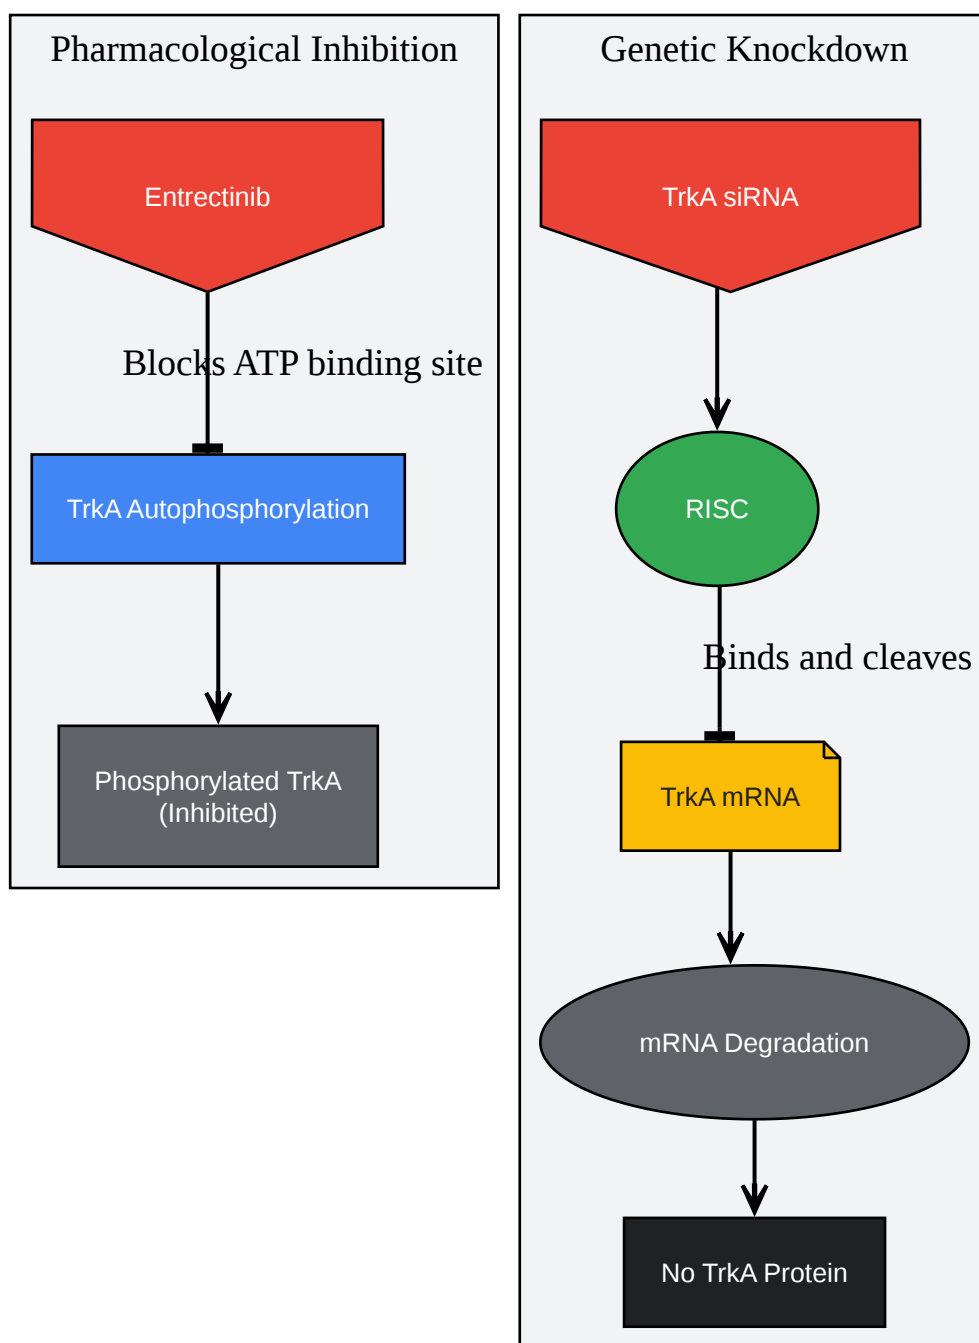 Pharmacological Inhibition
Entrectinib
Blocks ATP binding site
TrkA Autophosphorylation
Phosphorylated TrkA
(Inhibited)
Genetic Knockdown
TrkA siRNA
RISC
Binds and cleaves
TrkA mRNA
mRNA Degradation
No TrkA Protein